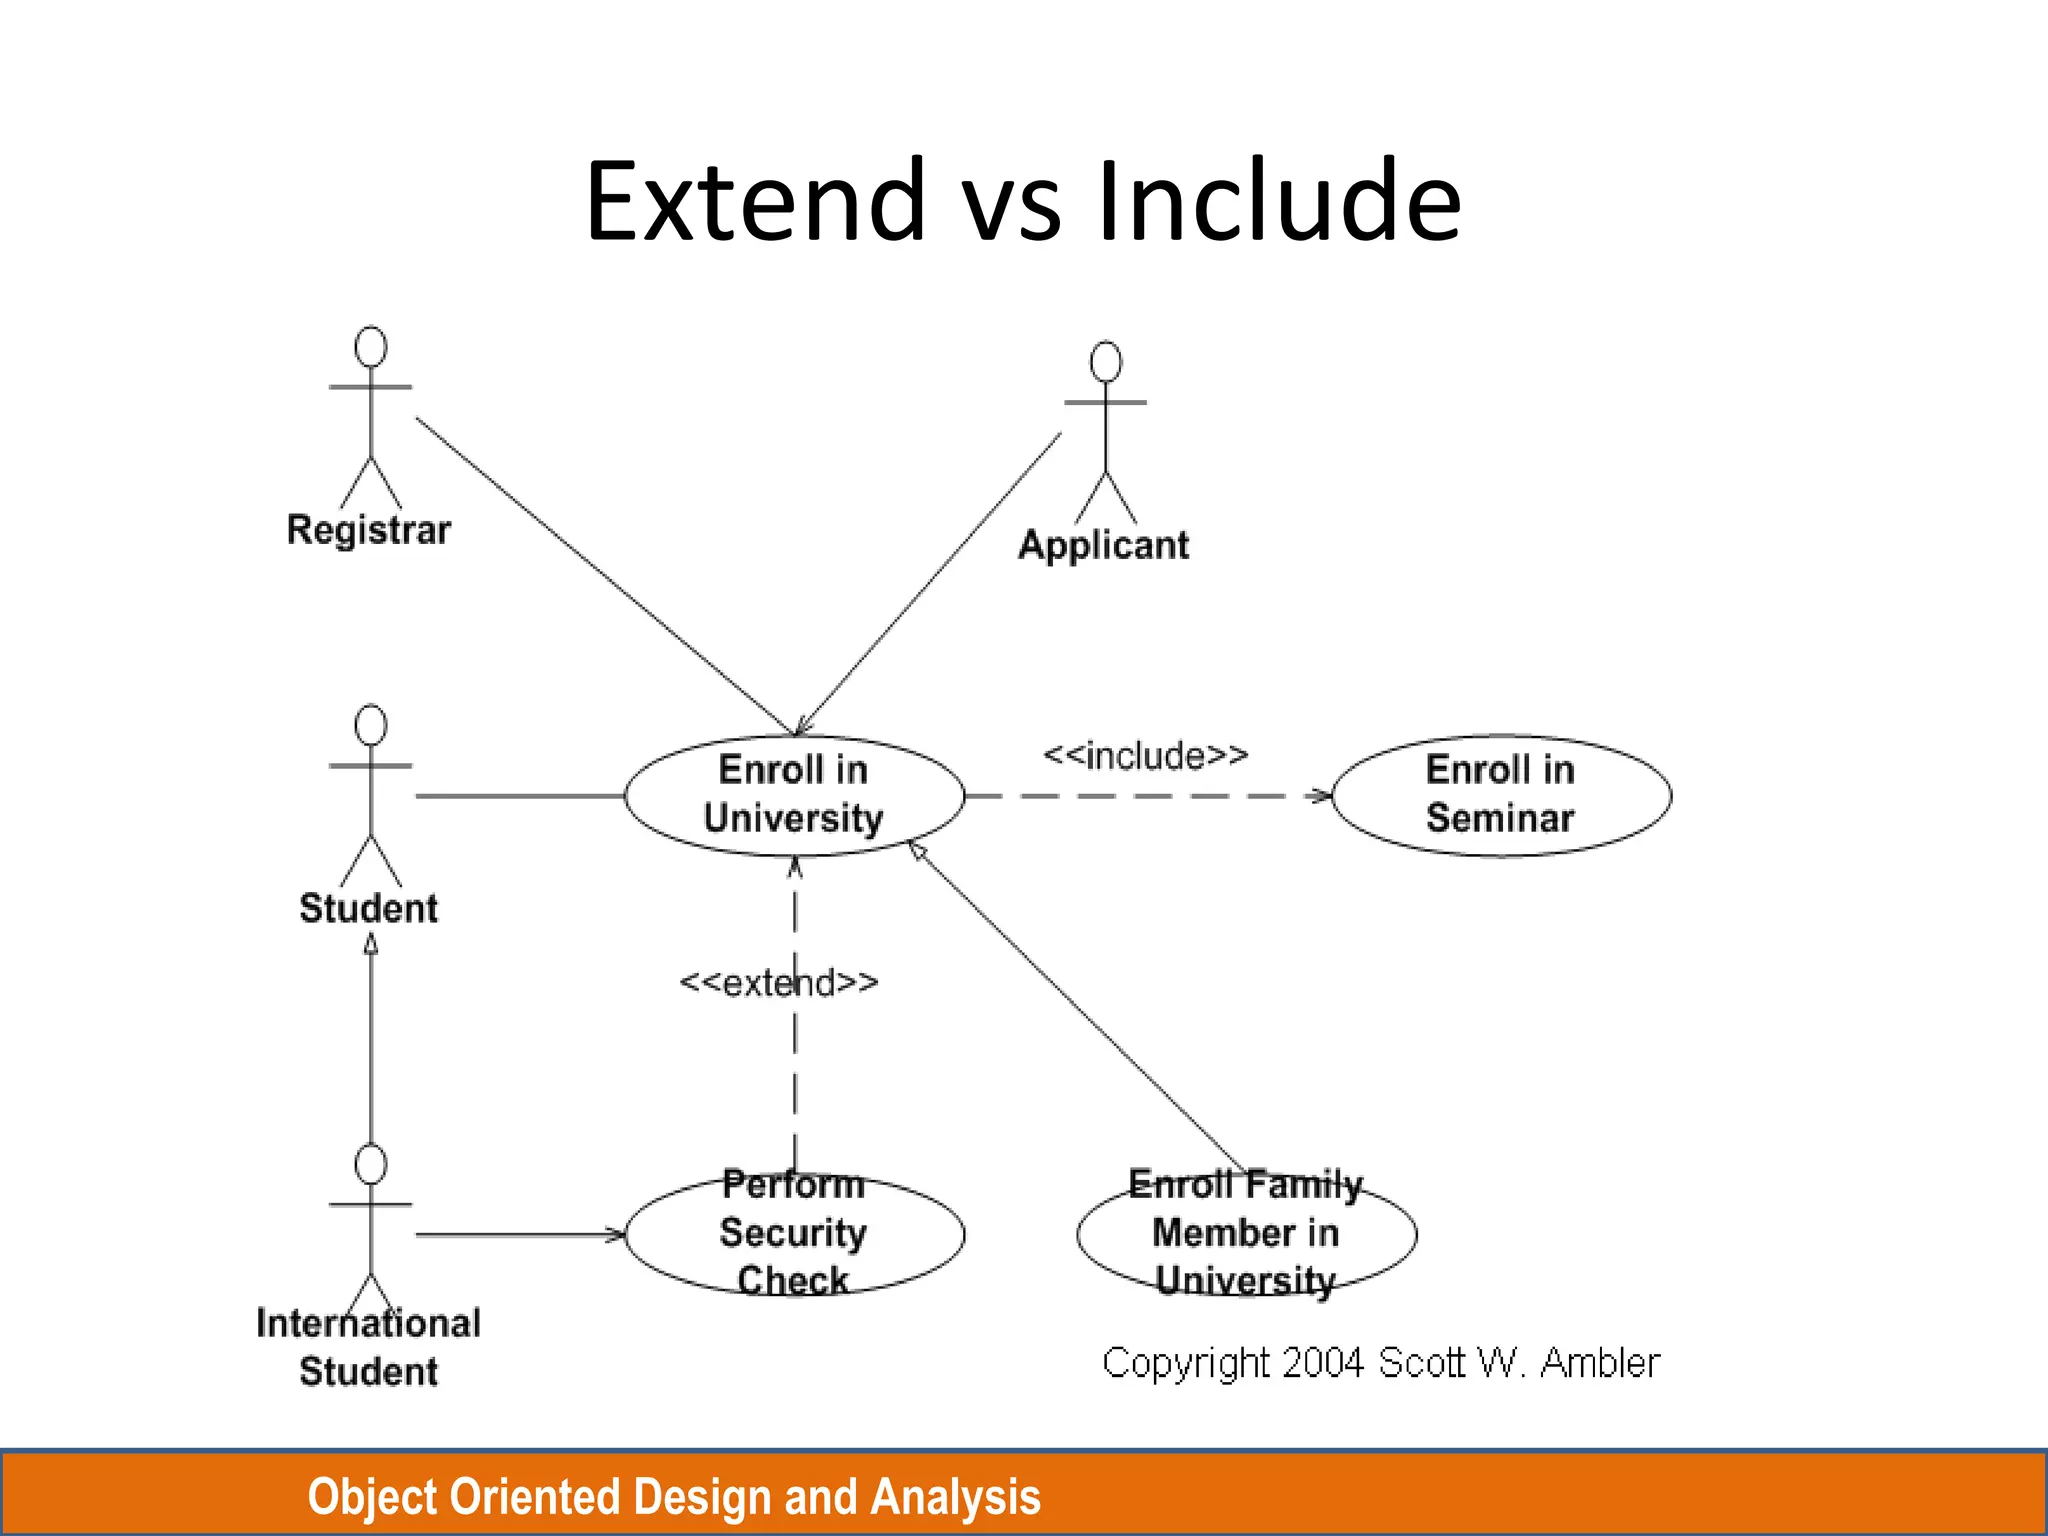 Extend vs Include
Registrar
Applicant
Student
Enroll in
University
<<include>>
Enroll in
Seminar
<<extend>>
International
Student
Perform
Security
Check
Enroll Family
Member in
University
Copyright 2004 Scott W. Ambler
Object Oriented Design and Analysis